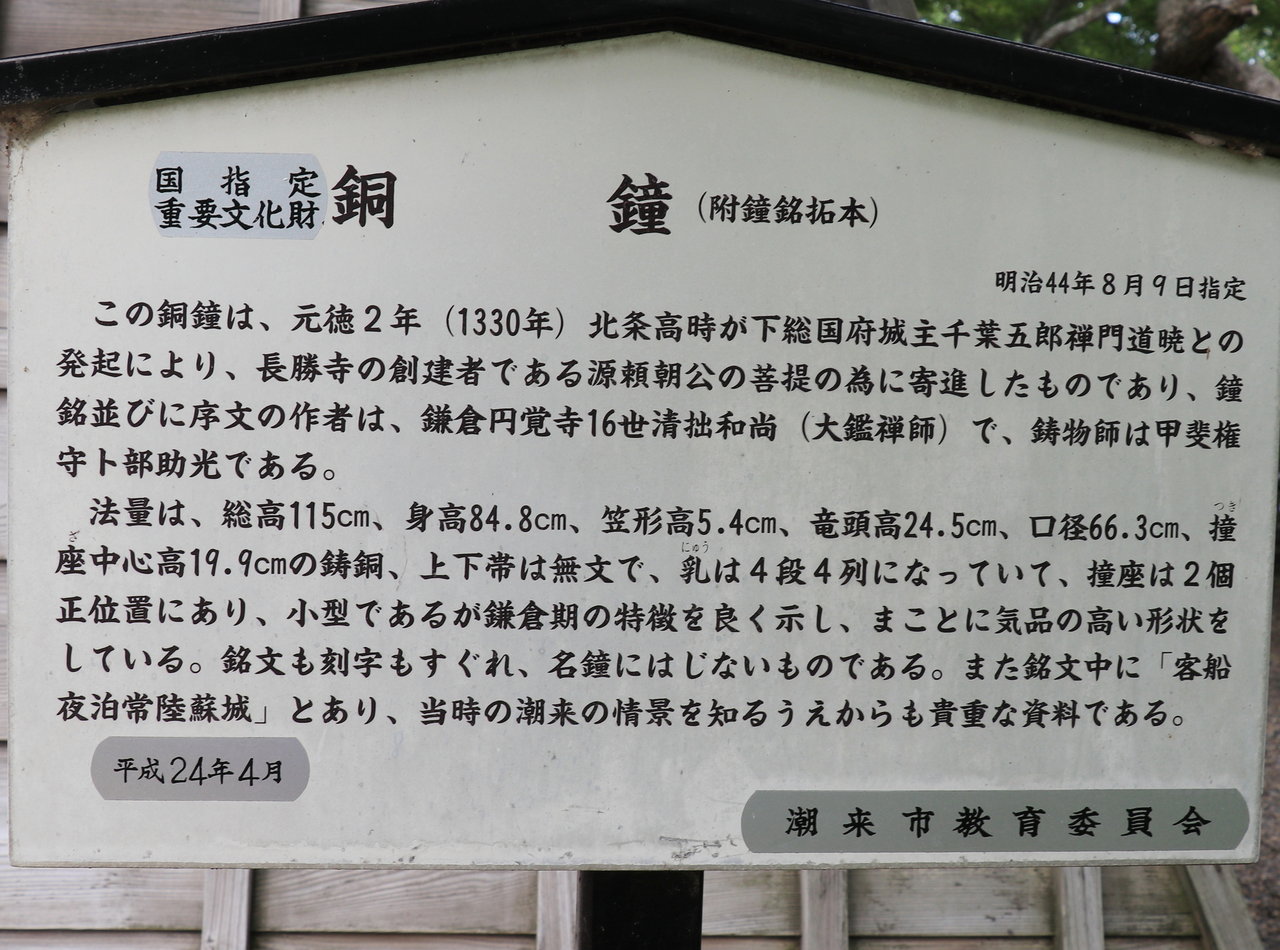 国指定
重要文化財
銅鐘(附鐘銘拓本)
明治44年8月9日指定
この銅鐘は、元徳2年(1330年)北条高時が下総国府城主千葉五郎禅門道暁との
発起により、長勝寺の創建者である源頼朝公の菩提の為に寄進したものであり、鐘
銘並びに序文の作者は、鎌倉円覚寺16世清拙和尚(大鑑禅師)で、鋳物師は甲斐権
守卜部助光である。
法量は、総高115cm、身高84.8cm、笠形高5.4cm、竜頭高24.5cm、口径66.3cm、撞
つき
座中心高19.9cmの鋳銅、上下帯は無文で、乳は4段4列になっていて、撞座は2個
ざ にゅう
正位置にあり、小型であるが鎌倉期の特徴を良く示し、まことに気品の高い形状を
している。銘文も刻字もすぐれ、名鐘にはじないものである。また銘文中に「客船
夜泊常陸蘇城」とあり、当時の潮来の情景を知るうえからも貴重な資料である。
平成24年4月
潮来市教育委員会